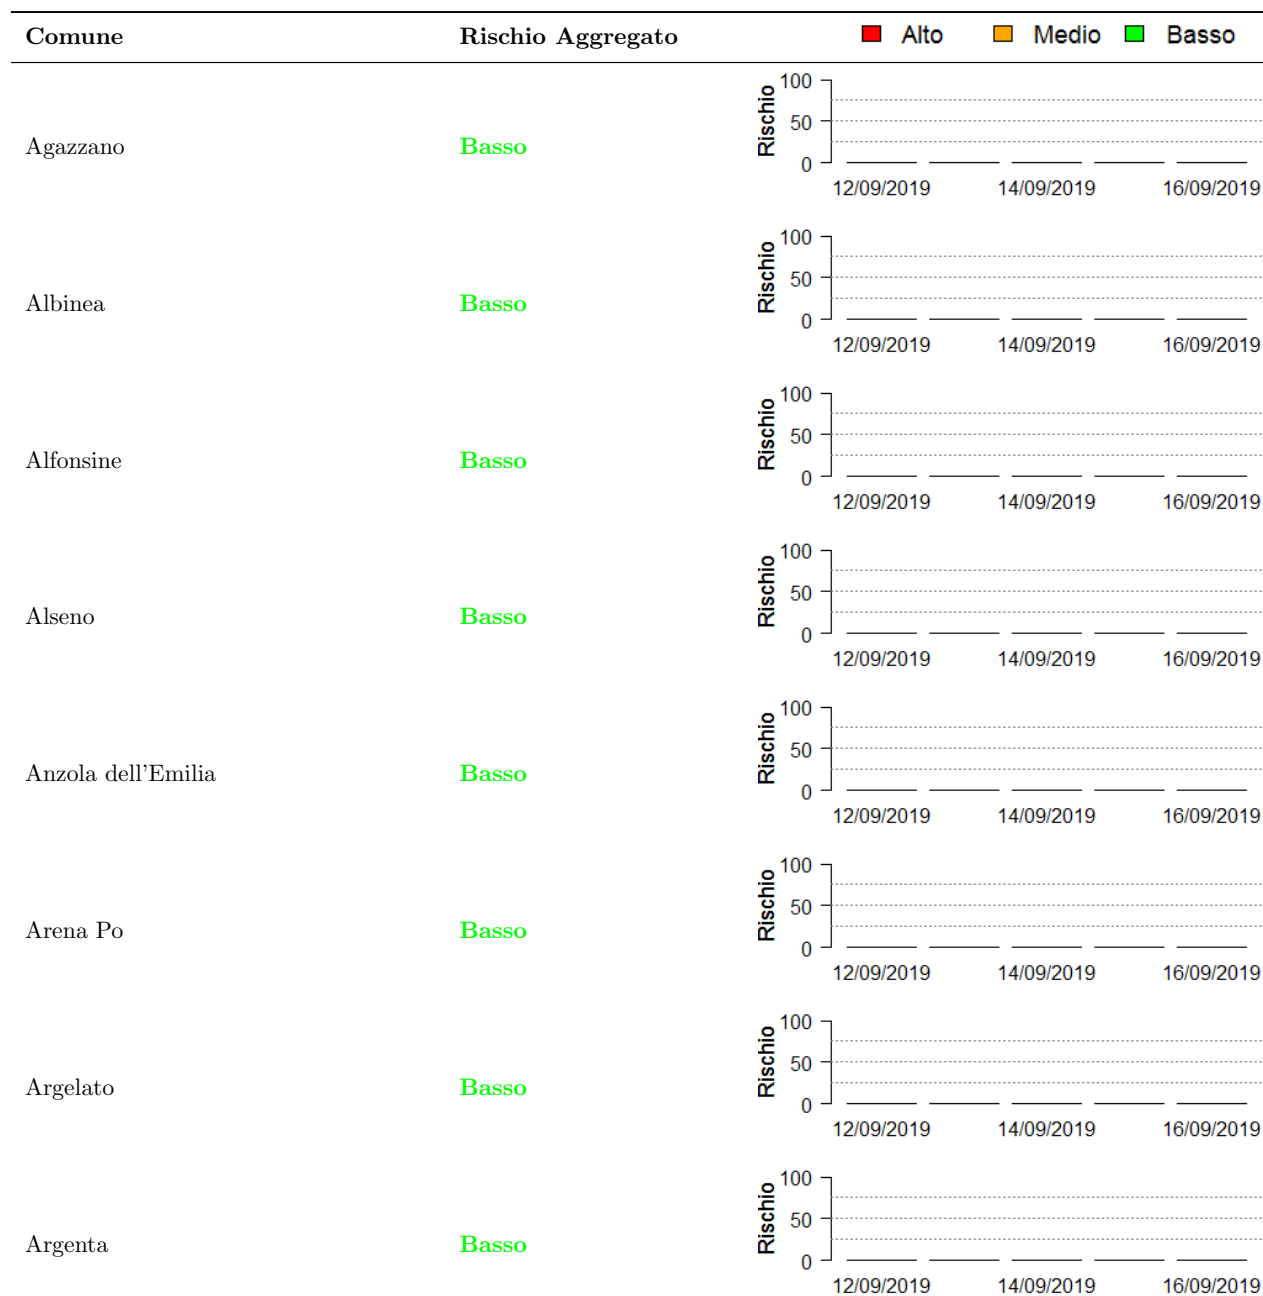 Comune Rischio Aggregato Alto Medio Basso
100
50
0
Rischio
Agazzano Basso
12/09/2019 14/09/2019 16/09/2019
100
50
0
Rischio
Albinea Basso
12/09/2019 14/09/2019 16/09/2019
100
50
0
Rischio
Alfonsine Basso
12/09/2019 14/09/2019 16/09/2019
100
50
0
Rischio
Alseno Basso
12/09/2019 14/09/2019 16/09/2019
100
50
0
Rischio
Anzola dell'Emilia Basso
12/09/2019 14/09/2019 16/09/2019
100
50
0
Rischio
Arena Po Basso
12/09/2019 14/09/2019 16/09/2019
100
50
0
Rischio
Argelato Basso
12/09/2019 14/09/2019 16/09/2019
100
50
0
Rischio
Argenta Basso
12/09/2019 14/09/2019 16/09/2019